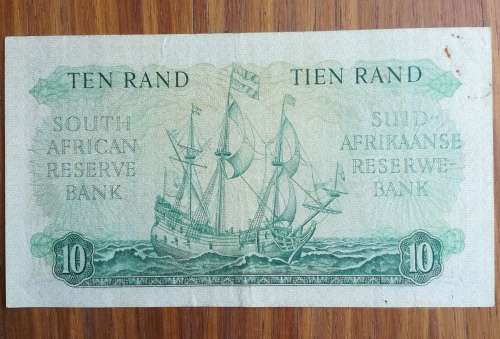 TEN RAND
TIEN RAND
SOUTH
AFRICAN
RESERVE
BANK
SUID-
AFRIKAANSE
RESERWE-
BANK
10
10